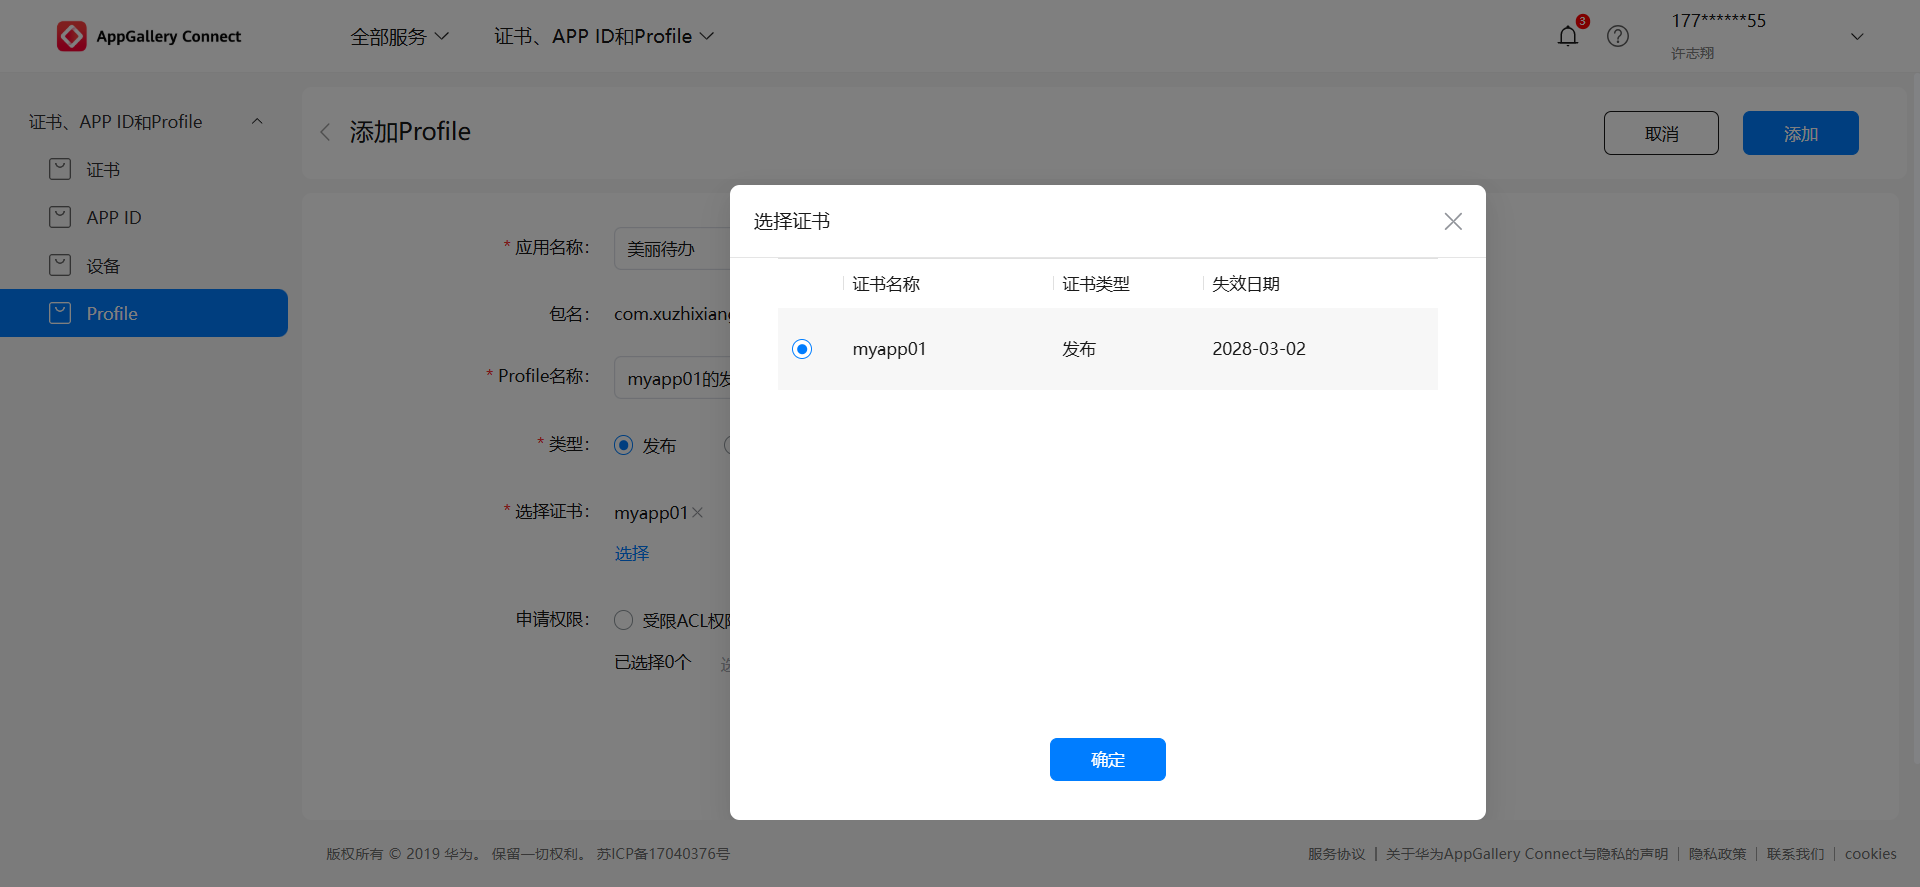 AppGallery Connect
全部服务
证书、APP ID和Profile
3
177******55
许志翔
证书、APP ID和Profile
证书
APP ID
设备
Profile
添加Profile
取消
添加
* 应用名称：
美丽待办
包名：
com.xuzhixiang
* Profile名称：
myapp01的发
* 类型：
发布
* 选择证书：
myapp01
选择
申请权限：
受限ACL权限
已选择0个
选择证书
证书名称
证书类型
失效日期
myapp01
发布
2028-03-02
确定
版权所有 © 2019 华为。 保留一切权利。 苏ICP备17040376号
服务协议 | 关于华为AppGallery Connect与隐私的声明 | 隐私政策 | 联系我们 | cookies